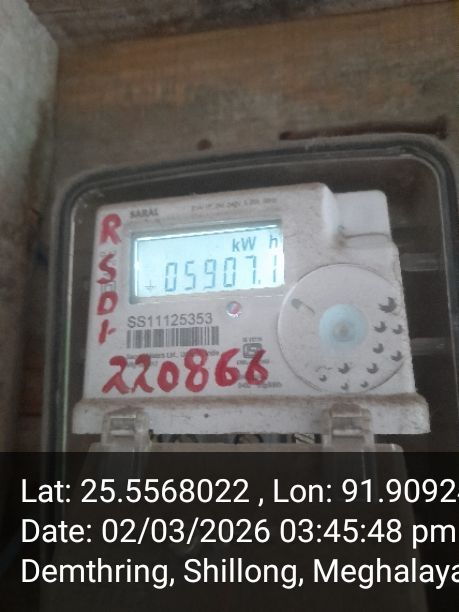 SARAL
kW h
05907.1
SS11125353
R
S
D
1-
220866
Lat: 25.5568022 , Lon: 91.9092
Date: 02/03/2026 03:45:48 pm
Demthring, Shillong, Meghalaya